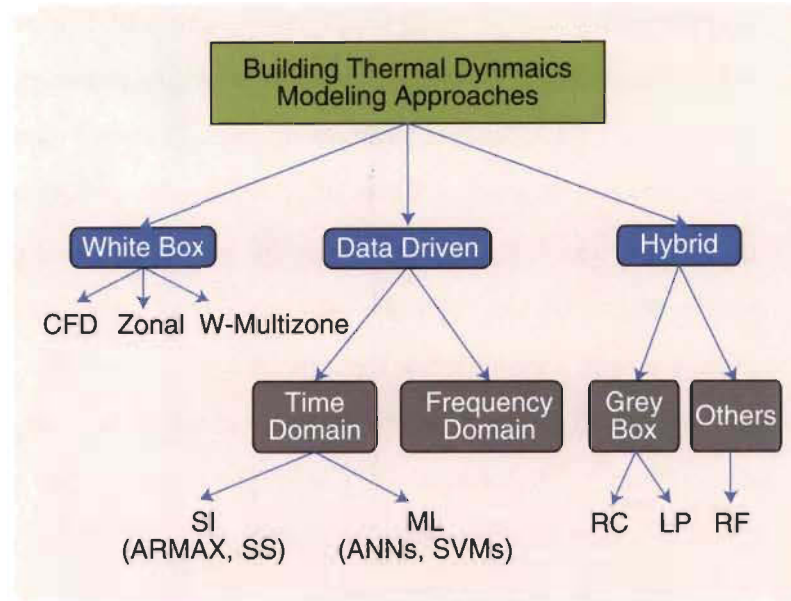 Building Thermal Dynmaics
Modeling Approaches
White Box
Data Driven
Hybrid
CFD Zonal W-Multizone
Time
Domain
Frequency
Domain
Grey
Box
Others
SI
(ARMAX, SS)
ML
(ANNs, SVMs)
RC LP RF